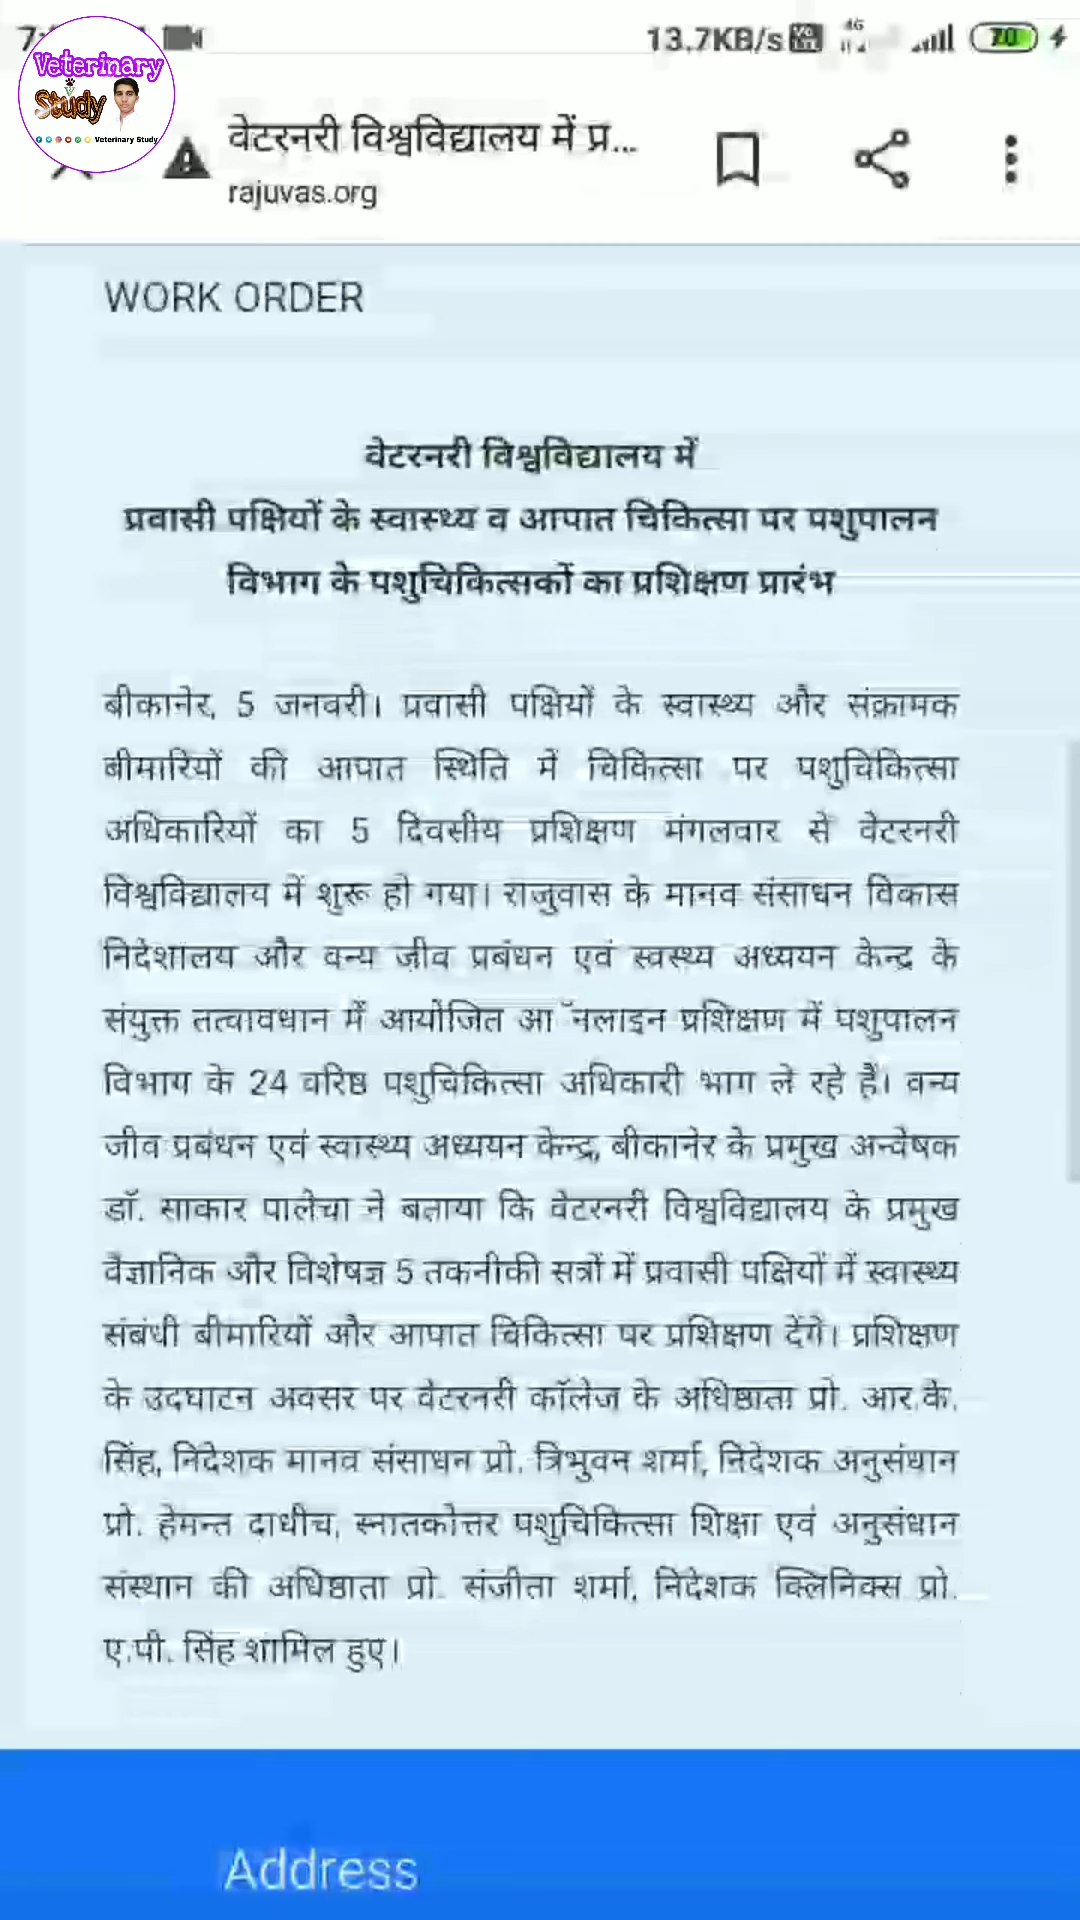 13.7KB/s 4G 70
Veterinary
Study
Veterinary Study
वेटरनरी विश्वविद्यालय में प्र...
rajuvas.org
WORK ORDER
वेटरनरी विश्वविद्यालय में
प्रवासी पक्षियों के स्वास्थ्य व आपात चिकित्सा पर पशुपालन
विभाग के पशुचिकित्सकों का प्रशिक्षण प्रारंभ
बीकानेर, 5 जनवरी। प्रवासी पक्षियों के स्वास्थ्य और संक्रामक
बीमारियों की आपात स्थिति में चिकित्सा पर पशुचिकित्सा
अधिकारियों का 5 दिवसीय प्रशिक्षण मंगलवार से वेटरनरी
विश्वविद्यालय में शुरू हो गया। राजुवास के मानव संसाधन विकास
निदेशालय और वन्य जीव प्रबंधन एवं स्वस्थ्य अध्ययन केन्द्र के
संयुक्त तत्वावधान में आयोजित आॅनलाइन प्रशिक्षण में पशुपालन
विभाग के 24 वरिष्ठ पशुचिकित्सा अधिकारी भाग ले रहे हैं। वन्य
जीव प्रबंधन एवं स्वास्थ्य अध्ययन केन्द्र, बीकानेर के प्रमुख अन्वेषक
डॉ. साकार पालेचा ने बताया कि वेटरनरी विश्वविद्यालय के प्रमुख
वैज्ञानिक और विशेषज्ञ 5 तकनीकी सत्रों में प्रवासी पक्षियों में स्वास्थ्य
संबंधी बीमारियों और आपात चिकित्सा पर प्रशिक्षण देंगे। प्रशिक्षण
के उदघाटन अवसर पर वेटरनरी कॉलेज के अधिष्ठाता प्रो. आर.के.
सिंह, निदेशक मानव संसाधन प्रो. त्रिभुवन शर्मा, निदेशक अनुसंधान
प्रो. हेमन्त दाधीच, स्नातकोत्तर पशुचिकित्सा शिक्षा एवं अनुसंधान
संस्थान की अधिष्ठाता प्रो. संजीता शर्मा, निदेशक क्लिनिक्स प्रो.
ए.पी. सिंह शामिल हुए।
Address